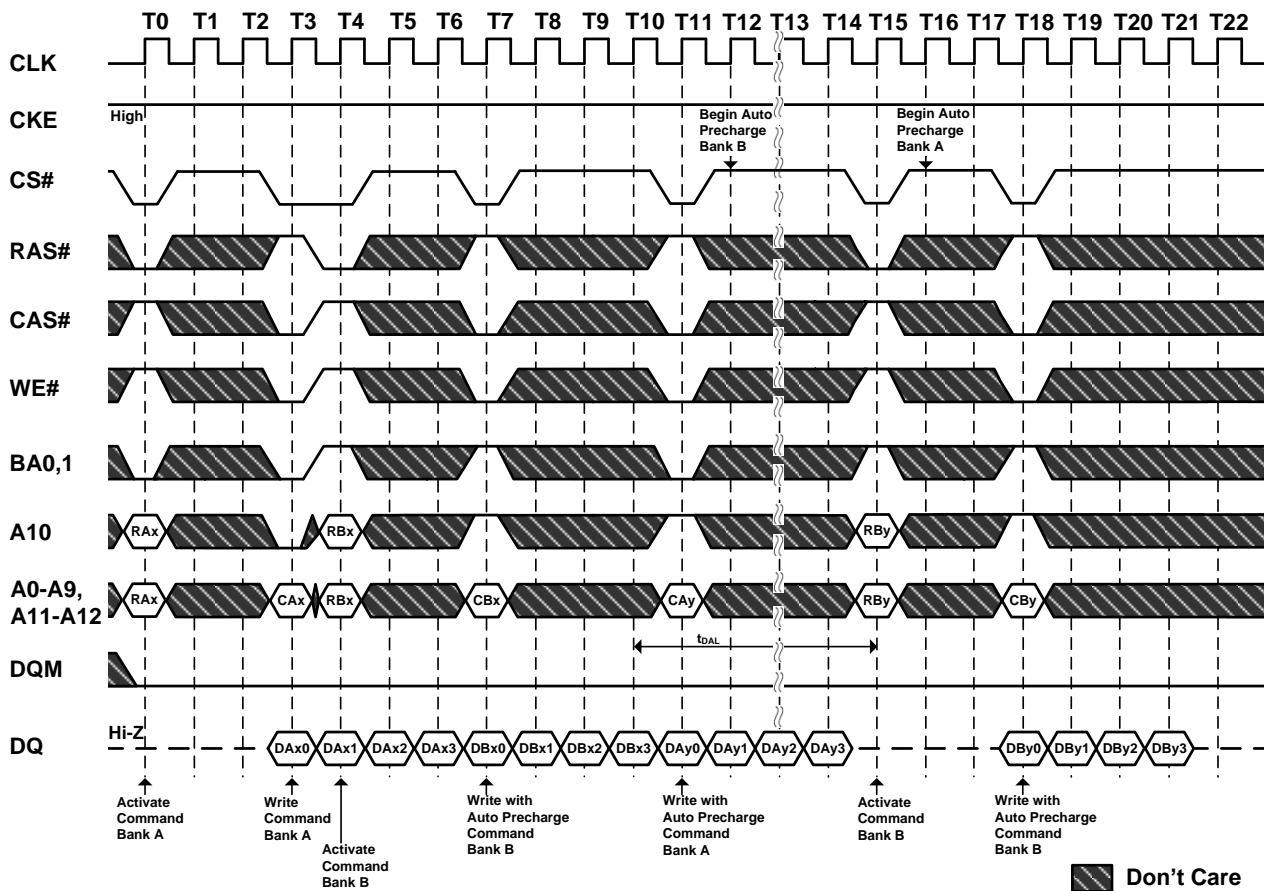 T0 T1 T2 T3 T4 T5 T6 T7 T8 T9 T10 T11 T12 T13 T14 T15 T16 T17 T18 T19 T20 T21 T22
CLK
CKE
High
Begin Auto
Precharge
Bank B
Begin Auto
Precharge
Bank A
CS#
RAS#
CAS#
WE#
BA0,1
A10
RAx RBx RBy
A0-A9,
A11-A12
RAx CAx RBx CBx CAy RBy CBy
tDAL
DQM
DQ
Hi-Z
DAx0 DAx1 DAx2 DAx3 DBx0 DBx1 DBx2 DBx3 DAy0 DAy1 DAy2 DAy3 DBy0 DBy1 DBy2 DBy3
Activate
Command
Bank A
Write
Command
Bank A
Activate
Command
Bank B
Write with
Auto Precharge
Command
Bank B
Write with
Auto Precharge
Command
Bank A
Activate
Command
Bank B
Write with
Auto Precharge
Command
Bank B
Don't Care